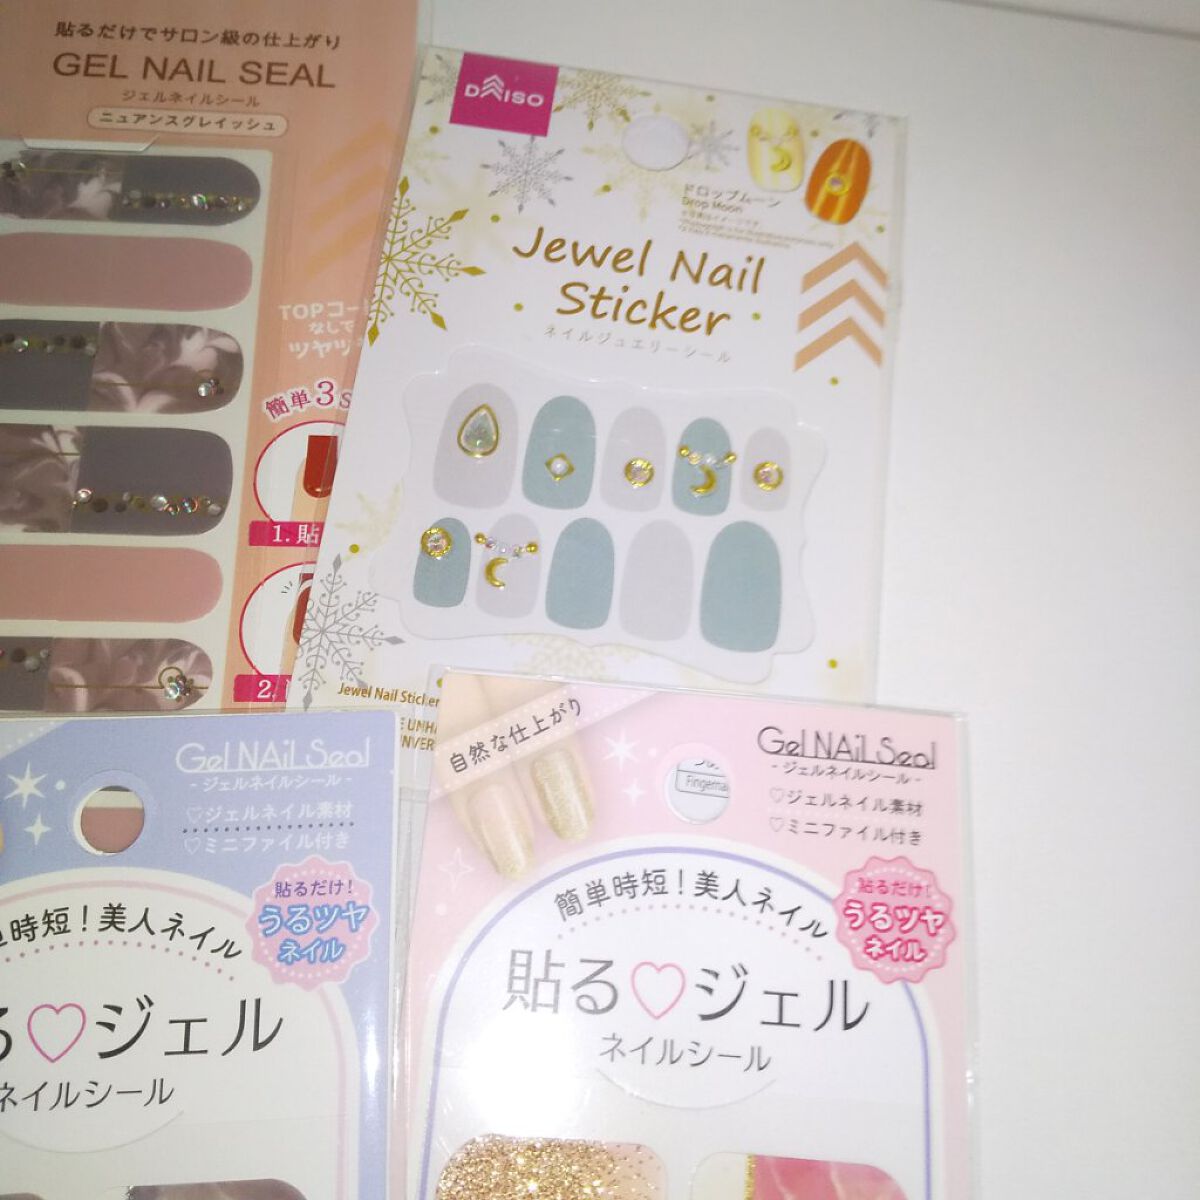 貼るだけでサロン級の仕上がり
GEL NAIL SEAL
ジェルネイルシール
ニュアンスグレイッシュ
TOPコー
なしで
ツヤツ
簡単3S
1.貼
2.
DAISO
ドロップムーン
Drop Moon
Jewel Nail
Sticker
ネイルジュエリーシール
Jewel Nail Sticker
Gel NAil Seal
- ジェルネイルシール -
♡ジェルネイル素材
♡ミニファイル付き
貼るだけ!
うるツヤ
ネイル
時短!美人ネイル
る♡ジェル
ネイルシール
自然な仕上がり
Fingerna
Gel NAil Seal
- ジェルネイルシール -
♡ジェルネイル素材
♡ミニファイル付き
貼るだけ!
うるツヤ
ネイル
簡単時短!美人ネイル
貼る♡ジェル
ネイルシール